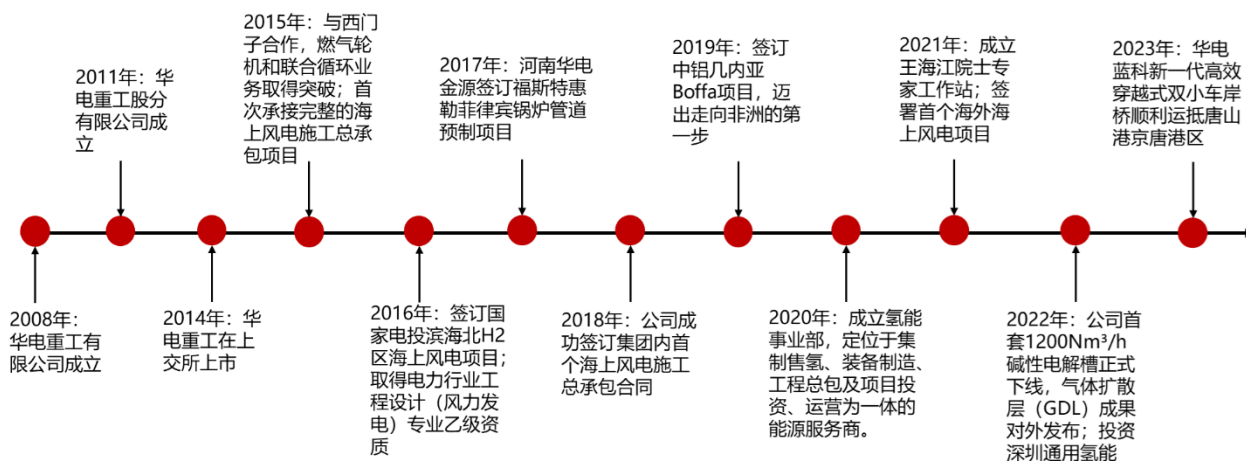 2008年：
华电重工有
限公司成立
2011年：华
电重工股分
有限公司成
立
2014年：华
电重工在上
交所上市
2015年：与西门
子合作，燃气轮
机和联合循环业
务取得突破；首
次承接完整的海
上风电施工总承
包项目
2016年：签订国
家电投滨海北H2
区海上风电项目；
取得电力行业工
程设计（风力发
电）专业乙级资
质
2017年：河南华电
金源签订福斯特惠
勒菲律宾锅炉管道
预制项目
2018年：公司成
功签订集团内首
个海上风电施工
总承包合同
2019年：签订
中铝几内亚
Boffa项目，迈
出走向非洲的第
一步
2020年：成立氢能
事业部，定位于集
制售氢、装备制造、
工程总包及项目投
资、运营为一体的
能源服务商。
2021年：成立
王海江院士专
家工作站；签
署首个海外海
上风电项目
2022年：公司首
套1200Nm³/h
碱性电解槽正式
下线，气体扩散
层（GDL）成果
对外发布；投资
深圳通用氢能
2023年：华电
蓝科新一代高效
穿越式双小车岸
桥顺利运抵唐山
港京唐港区